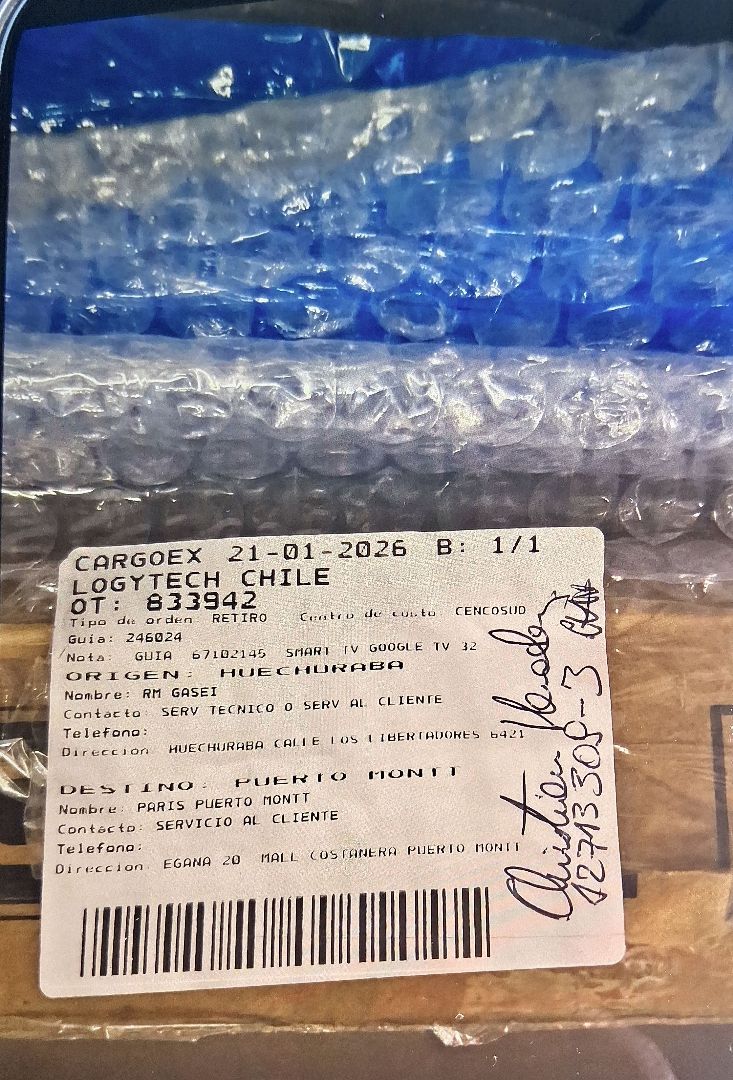 CARGOEX 21-01-2026 B: 1/1
LOGYTECH CHILE
OT: 833942
Tipo de orden: RETIRO Centro de costo: CENCOSUD
Guia: 246024
Nota: GUIA 67102145 SMART TV GOOGLE TV 32
ORIGEN: HUECHURABA
Nombre: RM GASEI
Contacto: SERV TECNICO O SERV AL CLIENTE
Telefono:
Direccion: HUECHURABA CALLE LOS LIBERTADORES 6421
DESTINO: PUERTO MONTT
Nombre: PARIS PUERTO MONTT
Contacto: SERVICIO AL CLIENTE
Telefono:
Direccion: EGANA 20 MALL COSTANERA PUERTO MONTT
12713308-3